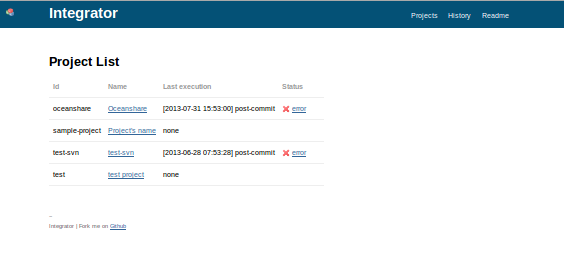 Integrator
Projects History Readme
Project List
Id Name Last execution Status
oceanshare Oceanshare [2013-07-31 15:53:00] post-commit error
sample-project Project's name none
test-svn test-svn [2013-06-28 07:53:28] post-commit error
test test project none
--
Integrator | Fork me on Github